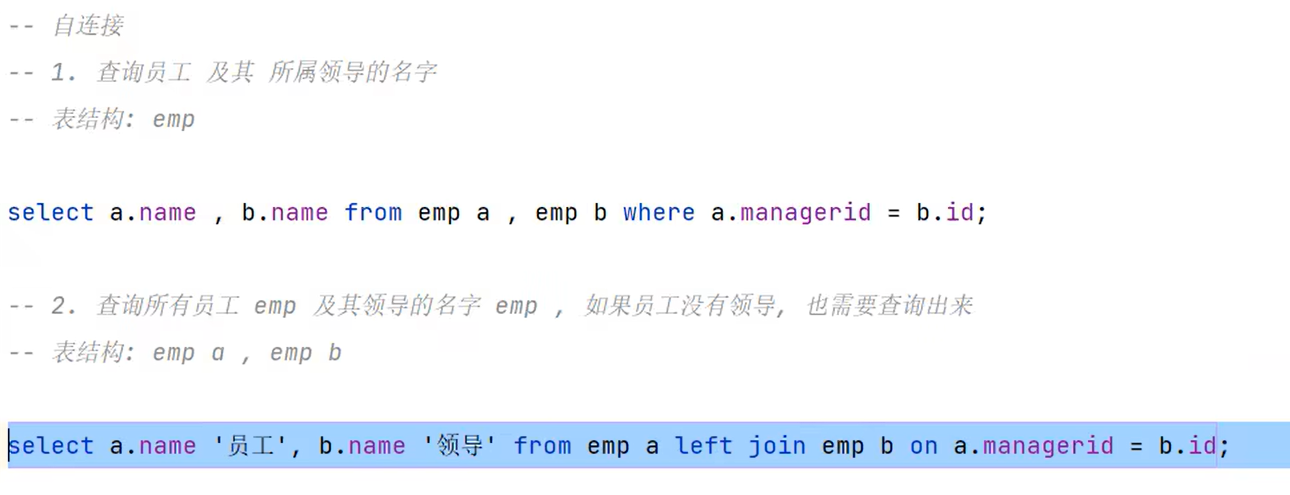 -- 自连接
-- 1. 查询员工 及其 所属领导的名字
-- 表结构: emp
select a.name , b.name from emp a , emp b where a.managerid = b.id;
-- 2. 查询所有员工 emp 及其领导的名字 emp , 如果员工没有领导, 也需要查询出来
-- 表结构: emp a , emp b
select a.name '员工', b.name '领导' from emp a left join emp b on a.managerid = b.id;